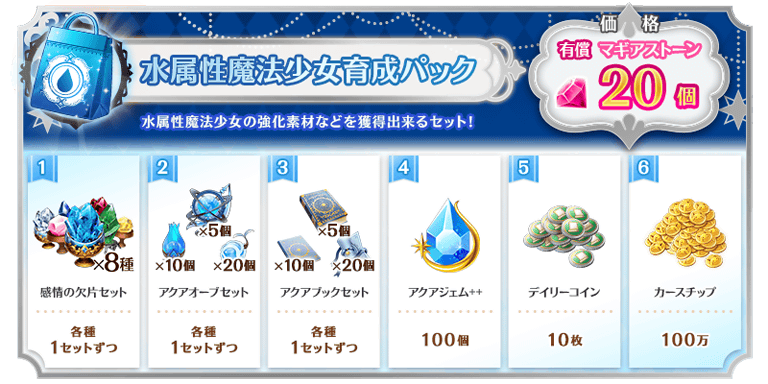 水属性魔法少女育成パック
水属性魔法少女の強化素材などを獲得出来るセット!
価格
有償 マギアストーン
20個
1
×8種
感情の欠片セット
各種
1セットずつ
2
×5個
×10個 ×20個
アクアオーブセット
各種
1セットずつ
3
×5個
×10個 ×20個
アクアブックセット
各種
1セットずつ
4
アクアジェム++
100個
5
デイリーコイン
10枚
6
カースチップ
100万